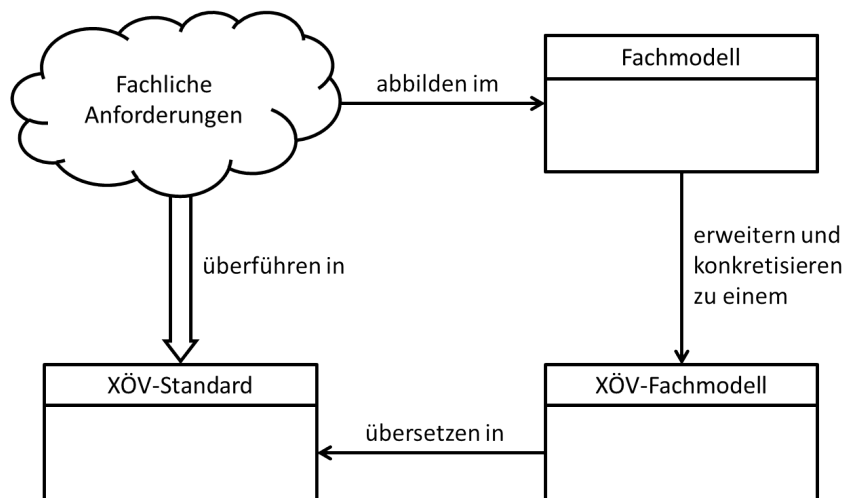 Fachliche
Anforderungen
abbilden im
Fachmodell
überführen in
erweitern und
konkretisieren
zu einem
XÖV-Standard
übersetzen in
XÖV-Fachmodell